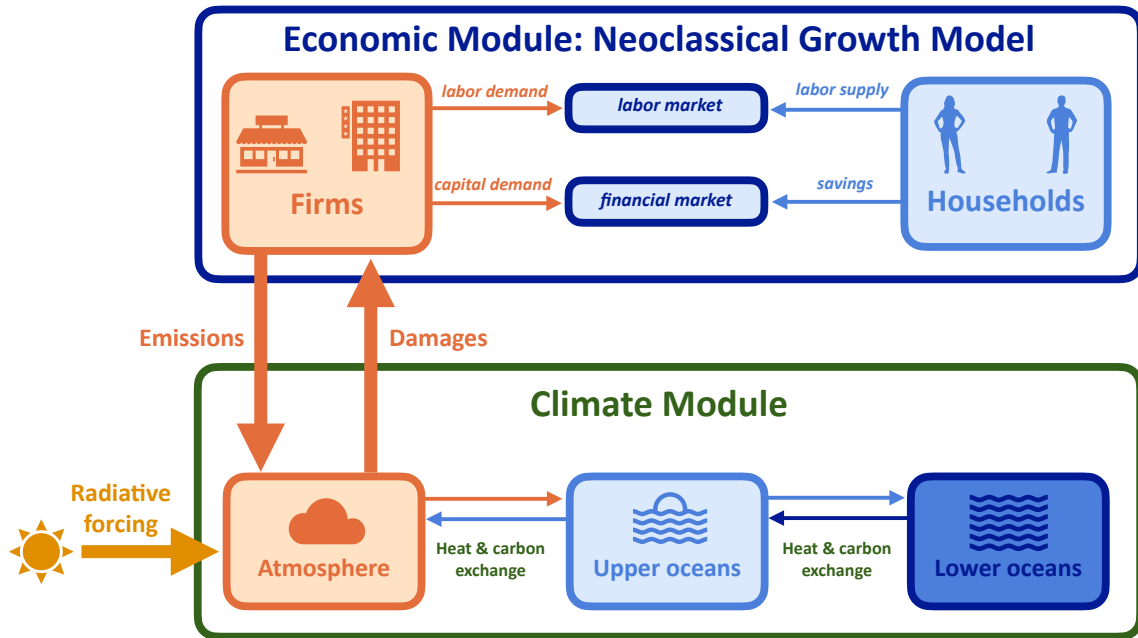 Economic Module: Neoclassical Growth Model
labor demand
labor market
labor supply
capital demand
financial market
savings
Firms
Households
Emissions
Damages
Climate Module
Radiative
forcing
Atmosphere
Heat & carbon
exchange
Upper oceans
Heat & carbon
exchange
Lower oceans